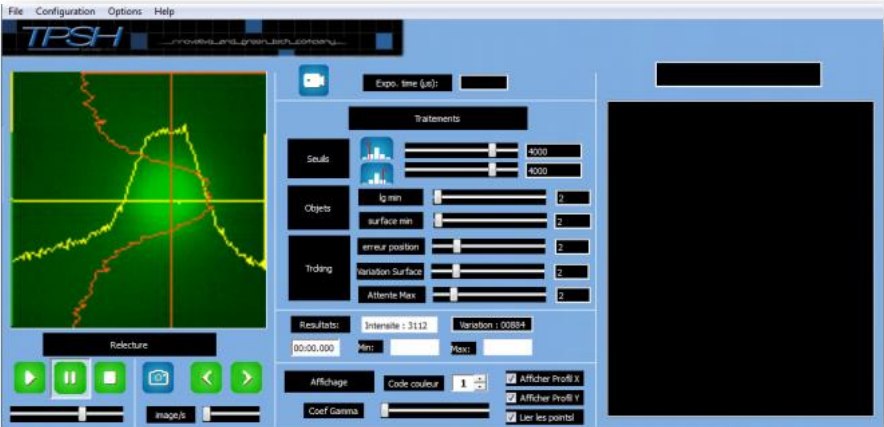 File Configuration Options Help
TPSH
_innovative_and_green_tech_company_
Expo. time (µs):
Traitements
Seuils
4000
4000
Objets
lg min
2
surface min
2
Trcking
erreur position
2
Variation Surface
2
Attente Max
2
Resultats:
Intensite : 3112
Variation : 00884
00:00.000
Min:
Max:
Relecture
image/s
Affichage
Code couleur
1
Afficher Profil X
Afficher Profil Y
Lier les points!
Coef Gamma